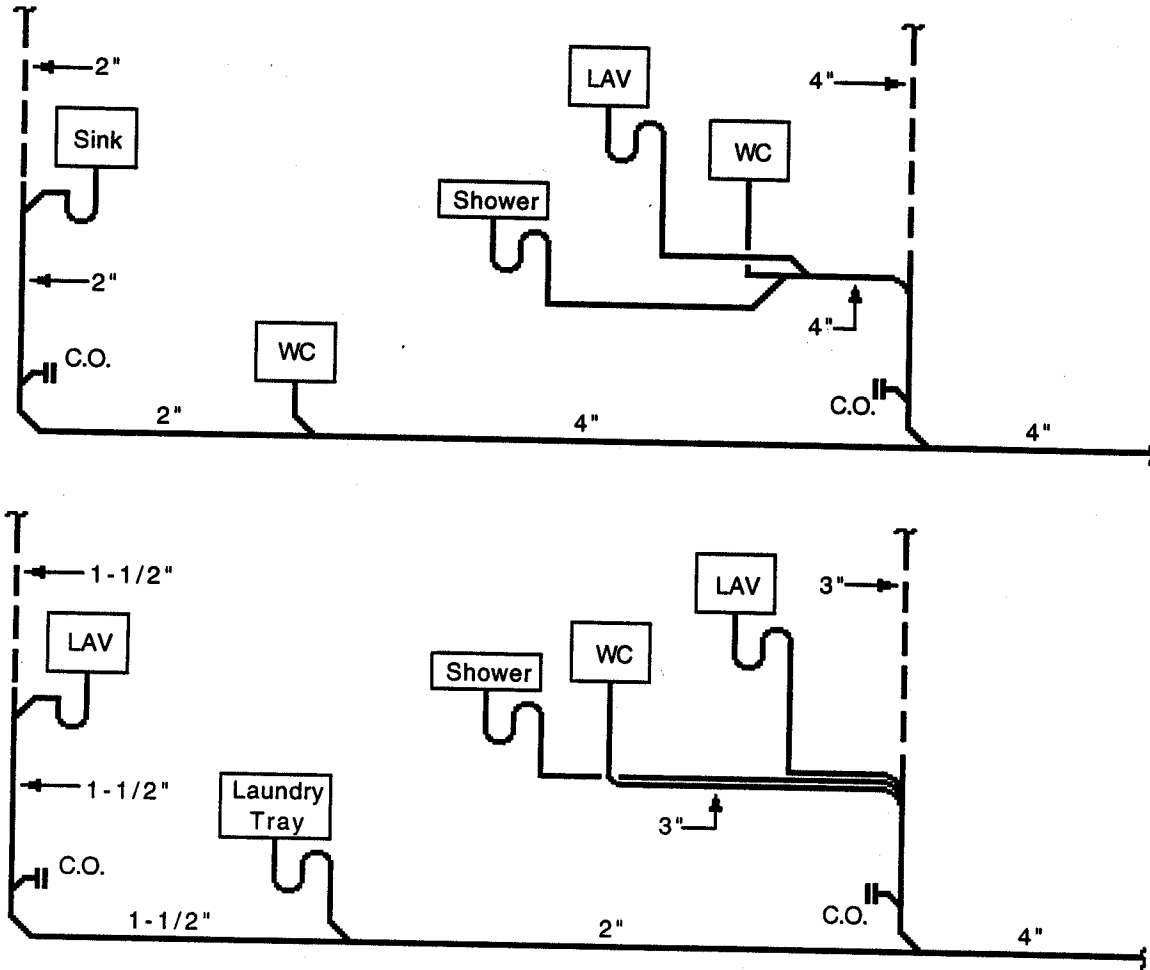 2"
4"
LAV
Sink
WC
Shower
2"
4"
C.O.
WC
C.O.
2"
4"
4"
1-1/2"
3"
LAV
LAV
WC
Shower
1-1/2"
Laundry
Tray
3"
C.O.
C.O.
1-1/2"
2"
4"